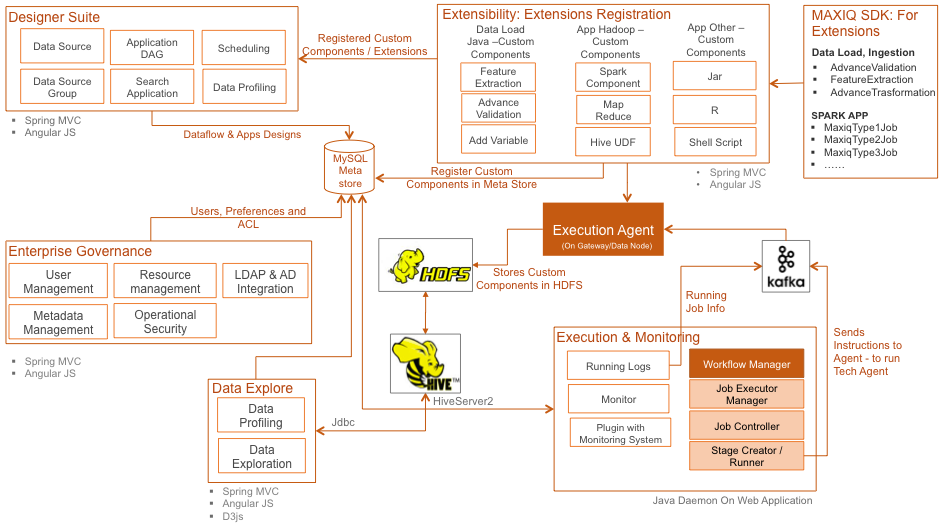 Designer Suite
Data Source
Application
DAG
Scheduling
Data Source
Group
Search
Application
Data Profiling
▪ Spring MVC
▪ Angular JS
Registered Custom
Components / Extensions
Dataflow & Apps Designs
Extensibility: Extensions Registration
Data Load
Java –Custom
Components
Feature
Extraction
Advance
Validation
Add Variable
App Hadoop –
Custom
Components
Spark
Component
Map
Reduce
Hive UDF
App Other –
Custom
Components
Jar
R
Shell Script
• Spring MVC
• Angular JS
MAXIQ SDK: For
Extensions
Data Load, Ingestion
• AdvanceValidation
• FeatureExtraction
• AdvanceTrasformation
SPARK APP
▪ MaxiqType1Job
▪ MaxiqType2Job
▪ MaxiqType3Job
▪ ……
MySQL
Meta
store
Register Custom
Components in Meta Store
Users, Preferences and
ACL
Execution Agent
(On Gateway/Data Node)
Enterprise Governance
User
Management
Resource
management
LDAP & AD
Integration
Metadata
Management
Operational
Security
▪ Spring MVC
▪ Angular JS
HDFS
Stores Custom
Components in HDFS
kafka
Running
Job Info
Sends
Instructions to
Agent - to run
Tech Agent
HIVE™
HiveServer2
Jdbc
Data Explore
Data
Profiling
Data
Exploration
▪ Spring MVC
▪ Angular JS
▪ D3js
Execution & Monitoring
Running Logs
Monitor
Plugin with
Monitoring System
Workflow Manager
Job Executor
Manager
Job Controller
Stage Creator /
Runner
Java Daemon On Web Application